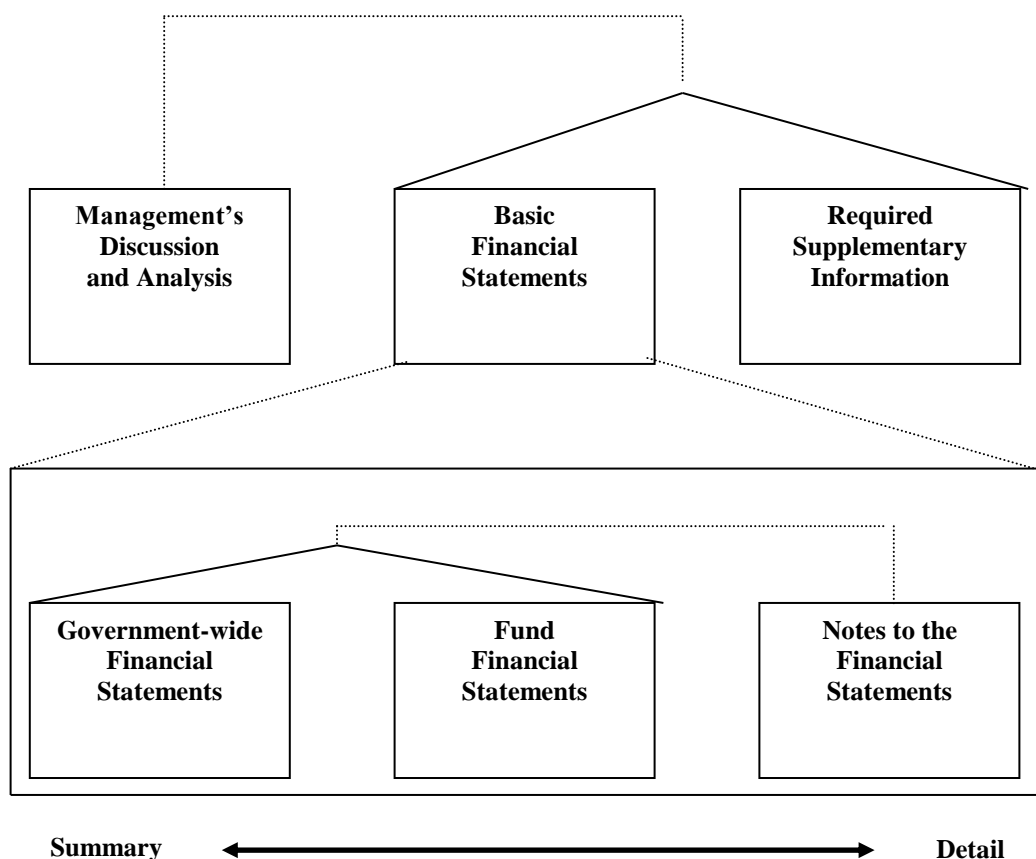 Management’s
Discussion
and Analysis
Basic
Financial
Statements
Required
Supplementary
Information
Government-wide
Financial
Statements
Fund
Financial
Statements
Notes to the
Financial
Statements
Summary
Detail